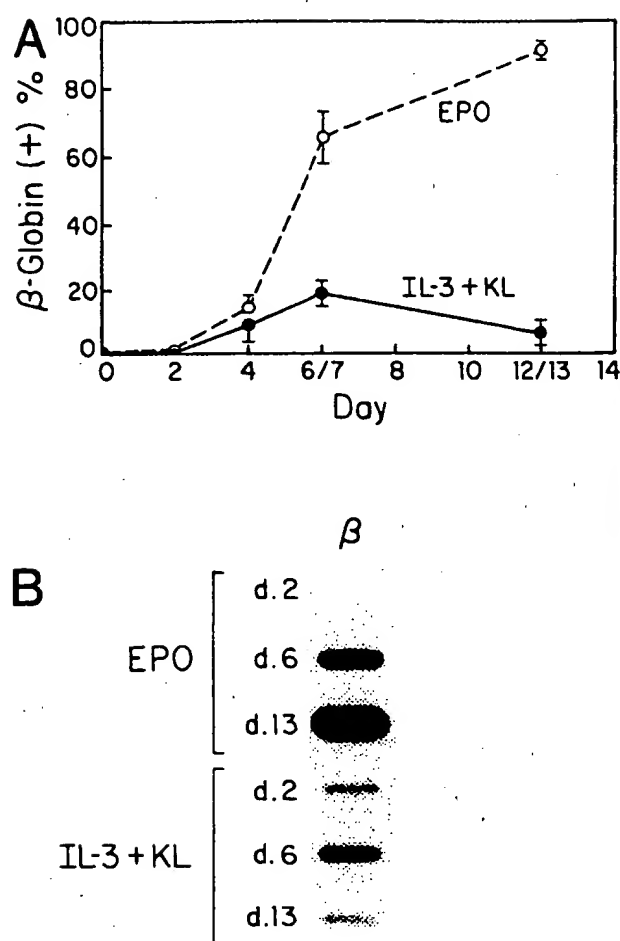 A
β-Globin (+) %
100
80
60
40
20
0
EPO
IL-3 + KL
0 2 4 6/7 8 10 12/13 14
Day
β
B
EPO
d.2
d.6
d.13
IL-3 + KL
d.2
d.6
d.13